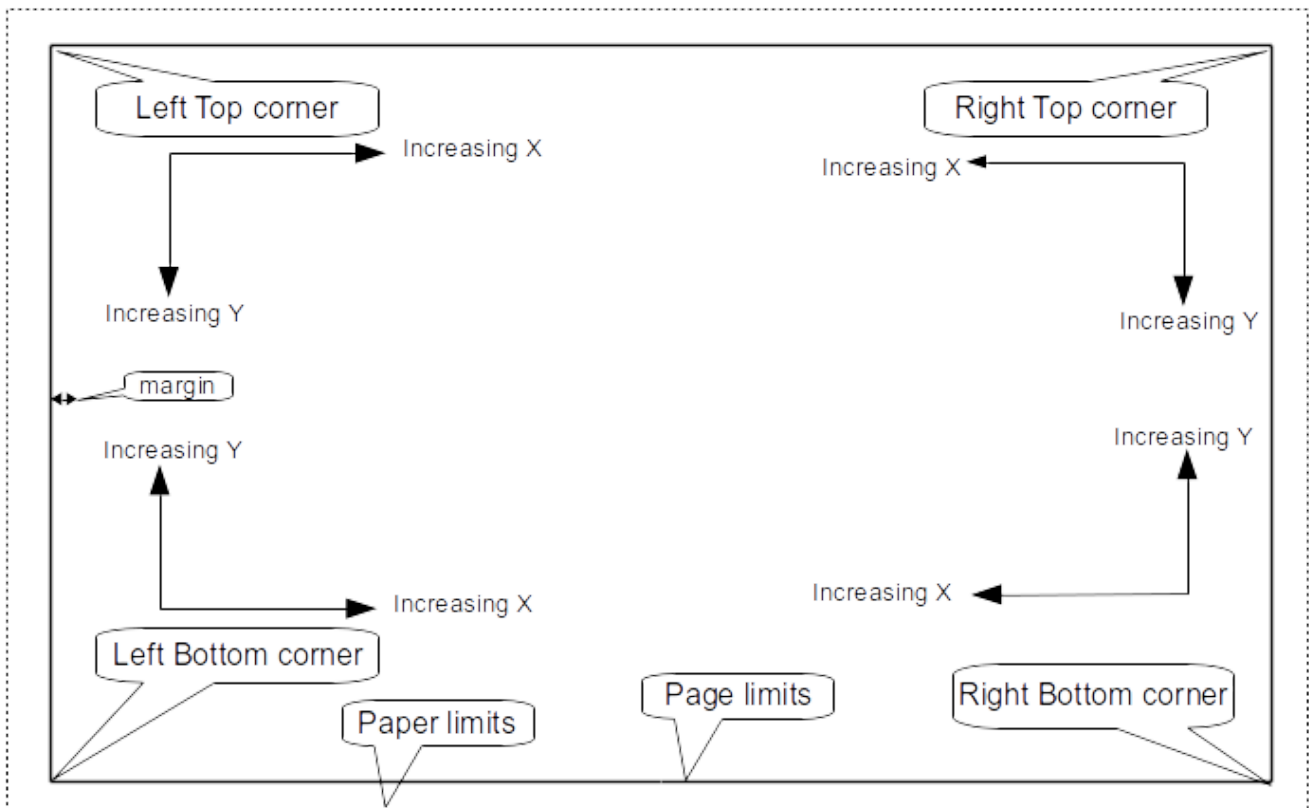 Left Top corner
Right Top corner
Increasing X
Increasing X
Increasing Y
Increasing Y
margin
Increasing Y
Increasing Y
Increasing X
Increasing X
Left Bottom corner
Page limits
Right Bottom corner
Paper limits